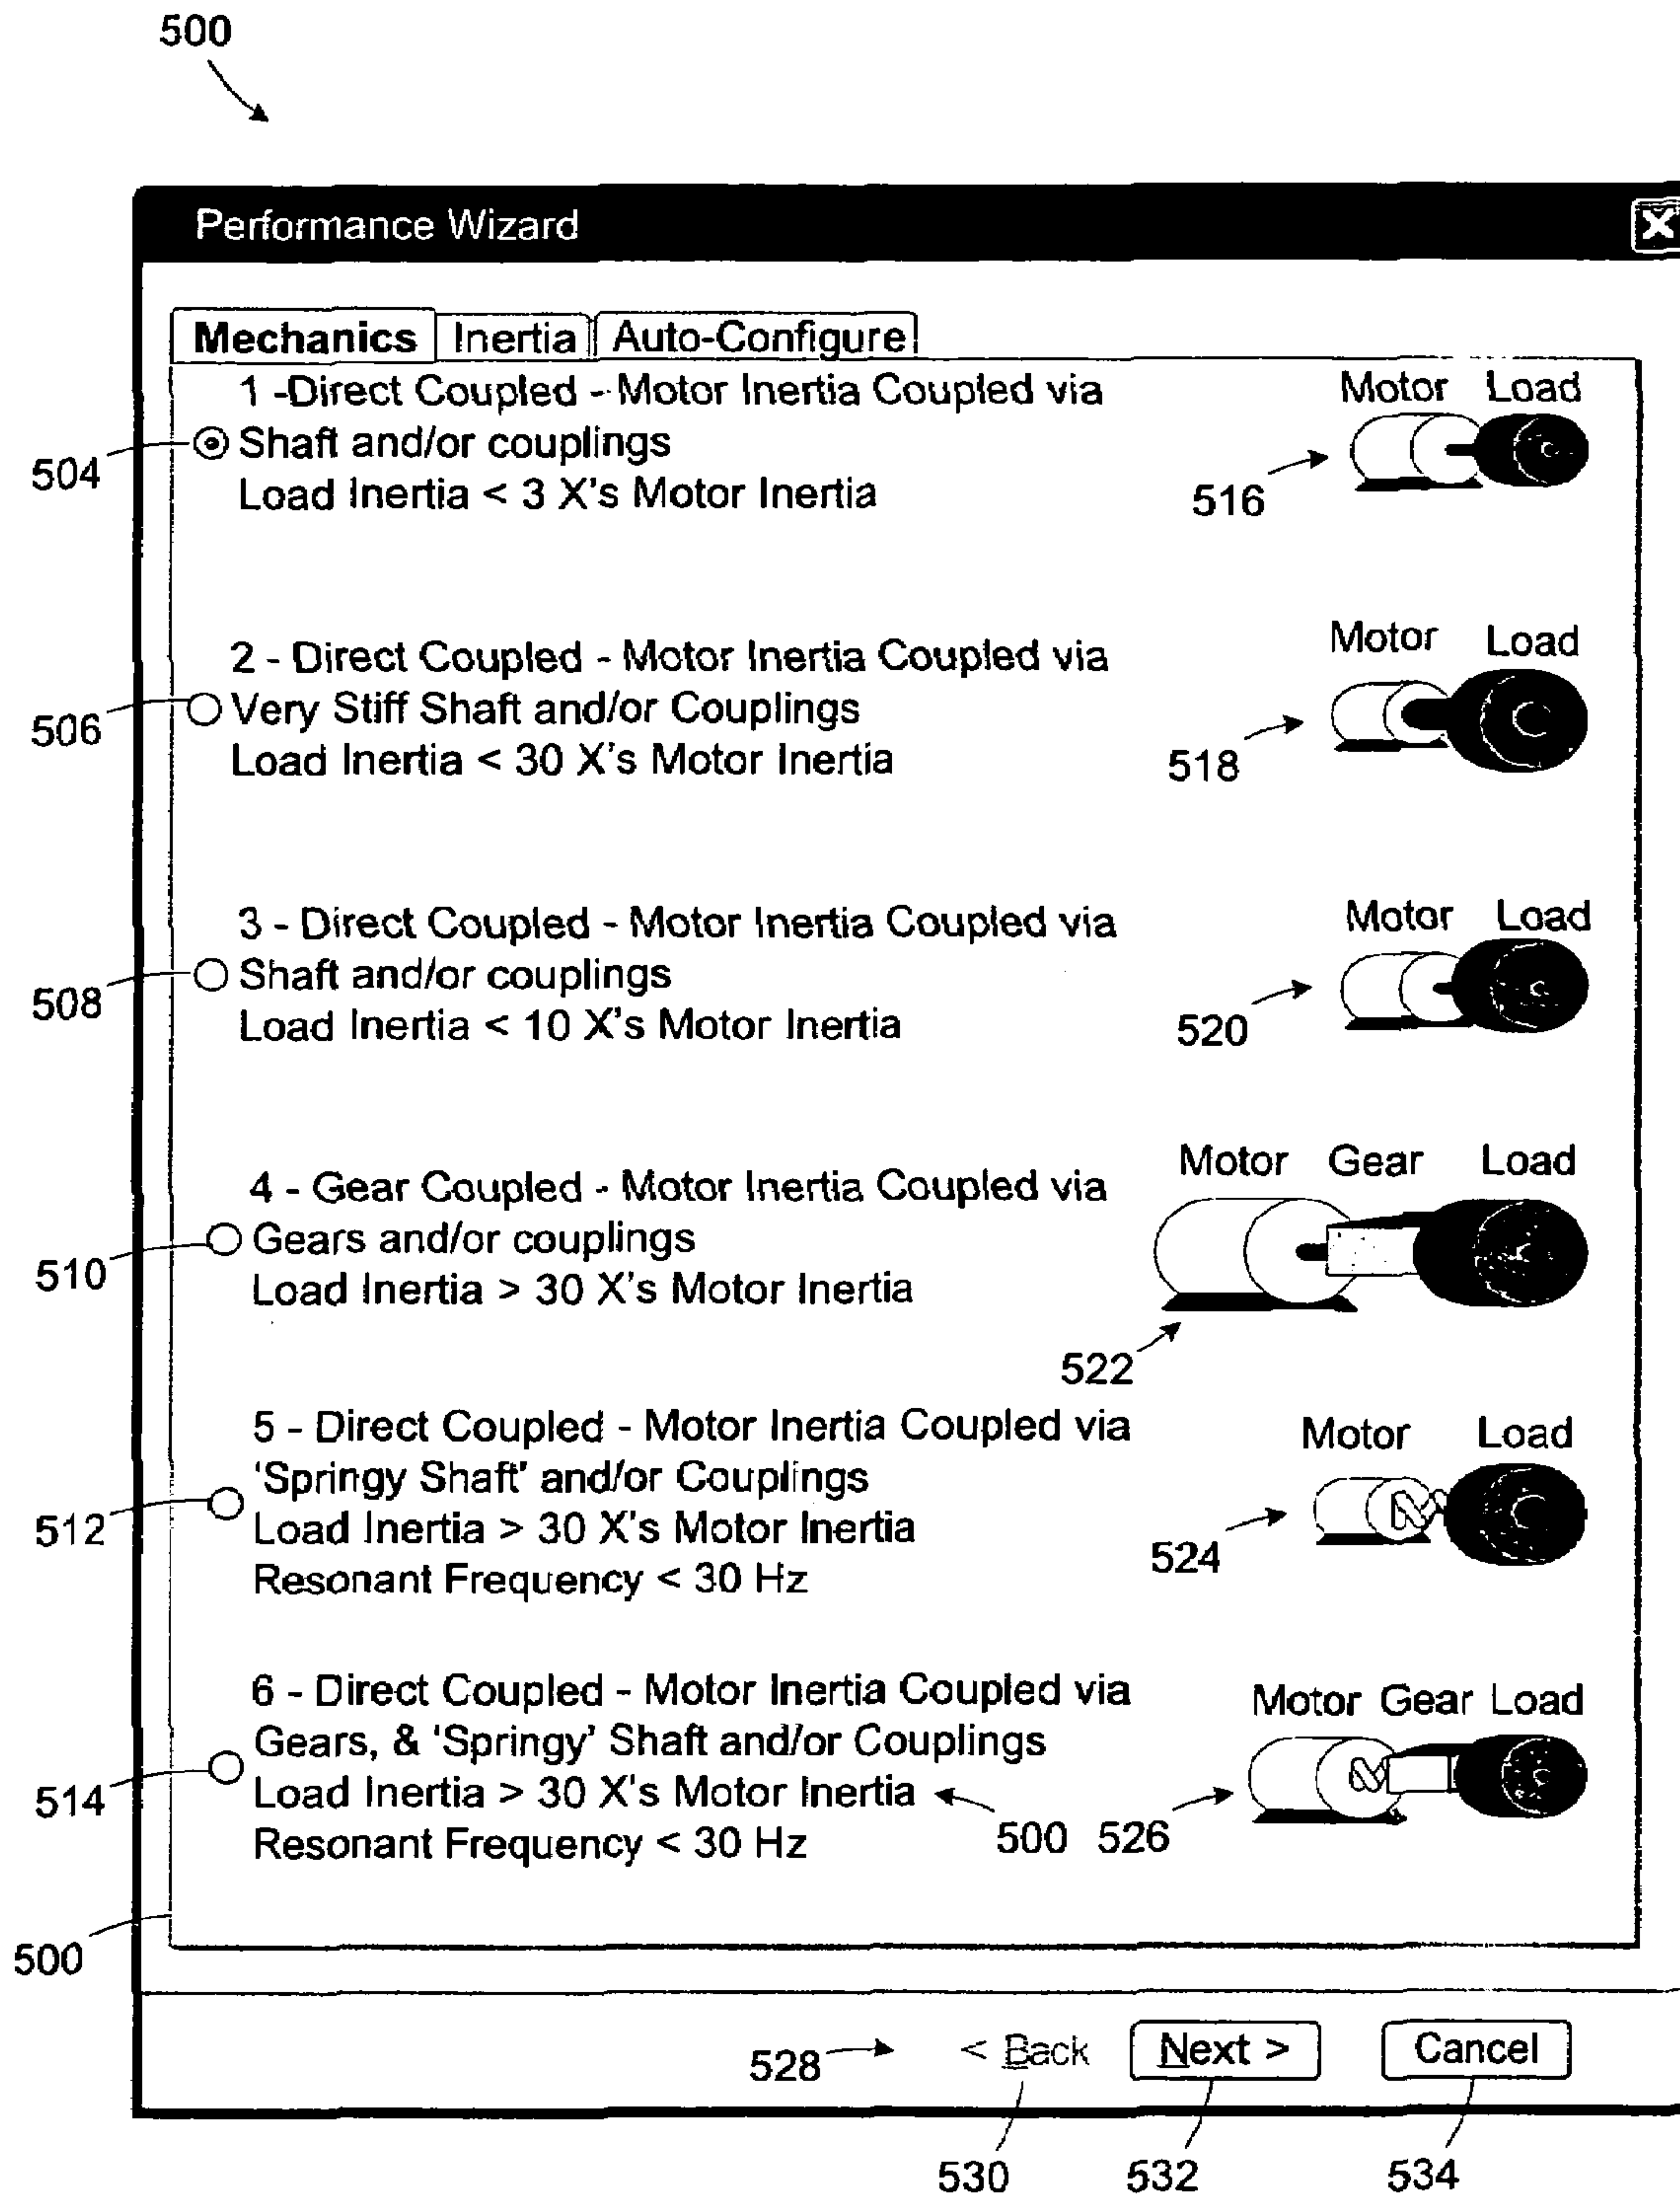 500
Performance Wizard
Mechanics Inertia Auto-Configure
1 -Direct Coupled - Motor Inertia Coupled via
Shaft and/or couplings
Load Inertia < 3 X's Motor Inertia
504
Motor Load
516
2 - Direct Coupled - Motor Inertia Coupled via
Very Stiff Shaft and/or Couplings
Load Inertia < 30 X's Motor Inertia
506
Motor Load
518
3 - Direct Coupled - Motor Inertia Coupled via
Shaft and/or couplings
Load Inertia < 10 X's Motor Inertia
508
Motor Load
520
4 - Gear Coupled - Motor Inertia Coupled via
Gears and/or couplings
Load Inertia > 30 X's Motor Inertia
510
Motor Gear Load
522
5 - Direct Coupled - Motor Inertia Coupled via
'Springy Shaft' and/or Couplings
Load Inertia > 30 X's Motor Inertia
Resonant Frequency < 30 Hz
512
Motor Load
524
6 - Direct Coupled - Motor Inertia Coupled via
Gears, & 'Springy' Shaft and/or Couplings
Load Inertia > 30 X's Motor Inertia
Resonant Frequency < 30 Hz
514
500
Motor Gear Load
526
500
528
< Back Next > Cancel
530 532 534